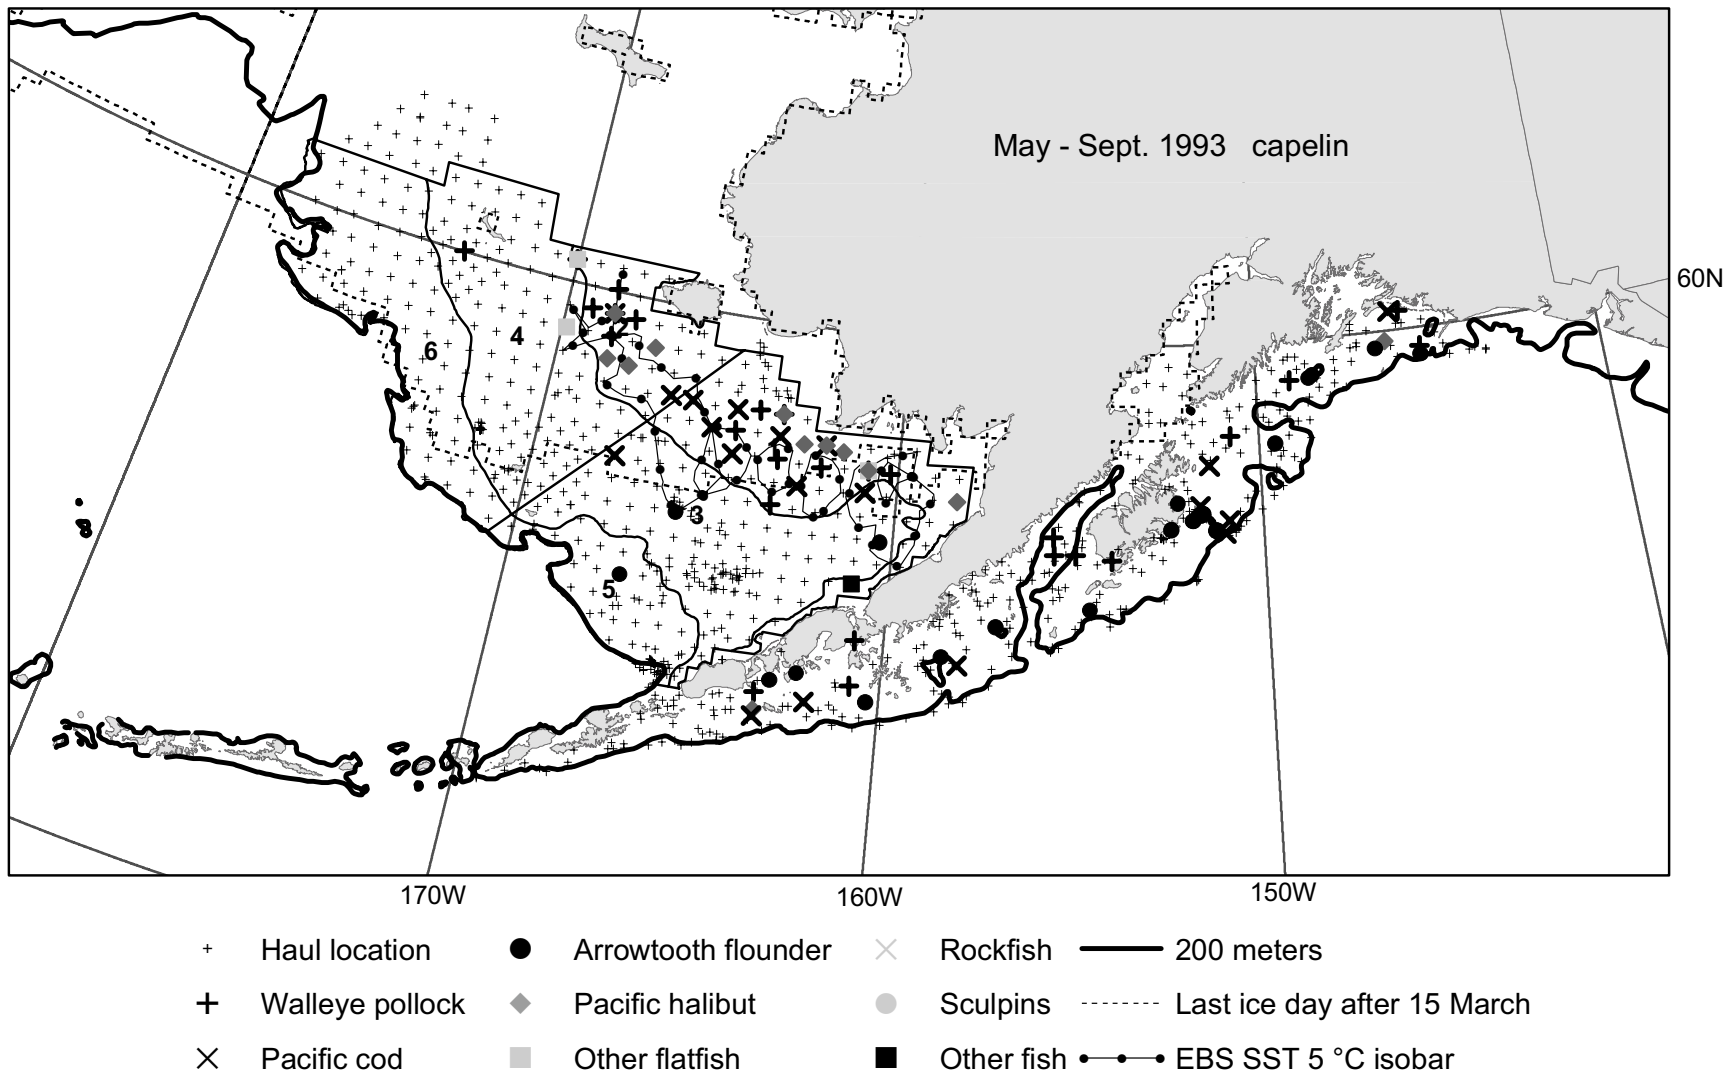 May - Sept. 1993 capelin
60N
4
2
6
3
5
170W
160W
150W
Haul location
Arrowtooth flounder
Rockfish
200 meters
Walleye pollock
Pacific halibut
Sculpins
Last ice day after 15 March
Pacific cod
Other flatfish
Other fish
EBS SST 5 °C isobar